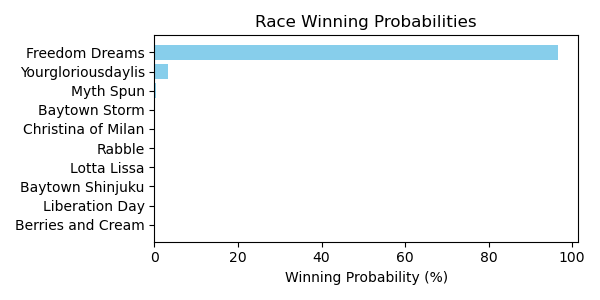 Race Winning Probabilities
Freedom Dreams
Yourgloriousdaylis
Myth Spun
Baytown Storm
Christina of Milan
Rabble
Lotta Lissa
Baytown Shinjuku
Liberation Day
Berries and Cream
0 20 40 60 80 100
Winning Probability (%)